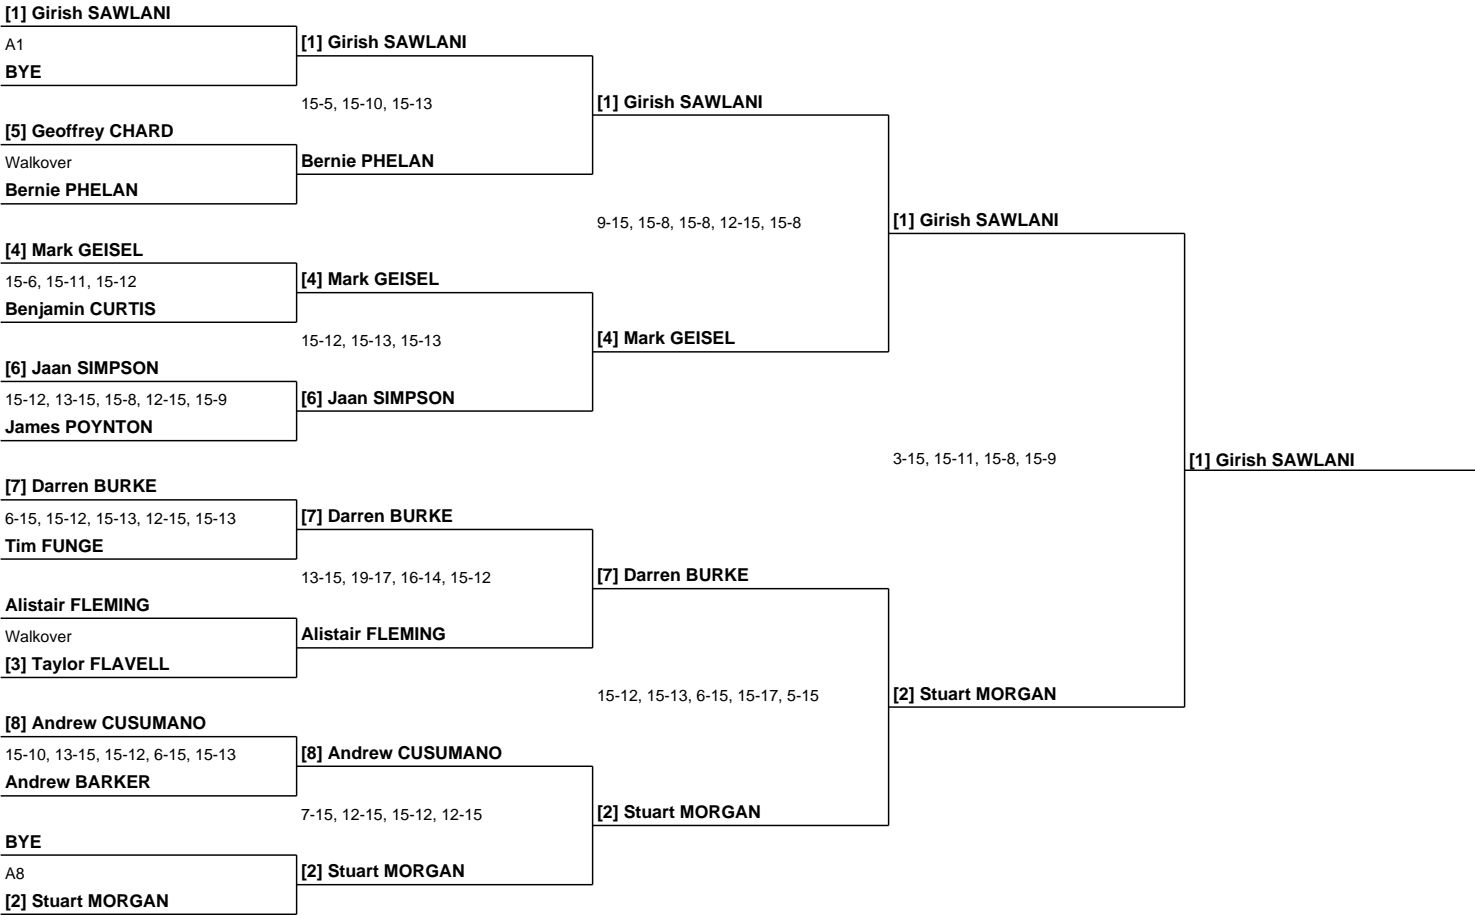 [1] Girish SAWLANI
A1
BYE
[5] Geoffrey CHARD
Walkover
Bernie PHELAN
[4] Mark GEISEL
15-6, 15-11, 15-12
Benjamin CURTIS
[6] Jaan SIMPSON
15-12, 13-15, 15-8, 12-15, 15-9
James POYNTON
[7] Darren BURKE
6-15, 15-12, 15-13, 12-15, 15-13
Tim FUNGE
Alistair FLEMING
Walkover
[3] Taylor FLAVELL
[8] Andrew CUSUMANO
15-10, 13-15, 15-12, 6-15, 15-13
Andrew BARKER
BYE
A8
[2] Stuart MORGAN
[1] Girish SAWLANI
15-5, 15-10, 15-13
Bernie PHELAN
[4] Mark GEISEL
15-12, 15-13, 15-13
[6] Jaan SIMPSON
[7] Darren BURKE
13-15, 19-17, 16-14, 15-12
Alistair FLEMING
[8] Andrew CUSUMANO
7-15, 12-15, 15-12, 12-15
[2] Stuart MORGAN
[1] Girish SAWLANI
9-15, 15-8, 15-8, 12-15, 15-8
[4] Mark GEISEL
[7] Darren BURKE
15-12, 15-13, 6-15, 15-17, 5-15
[2] Stuart MORGAN
[1] Girish SAWLANI
3-15, 15-11, 15-8, 15-9
[2] Stuart MORGAN
[1] Girish SAWLANI